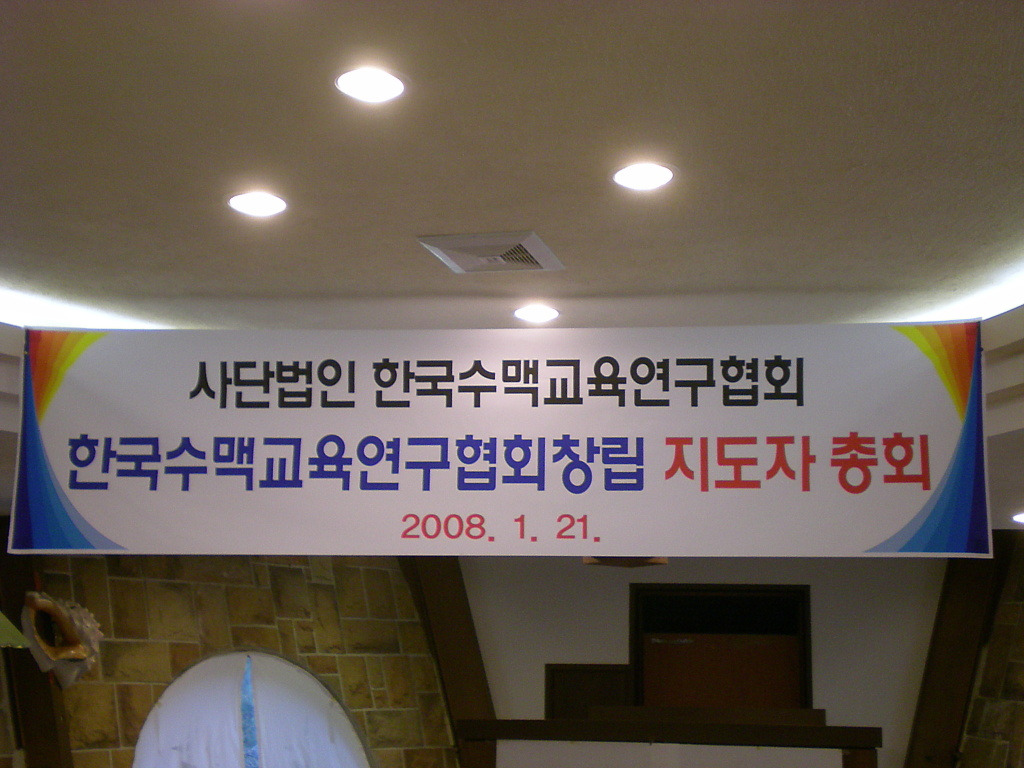 사단법인 한국수맥교육연구협회
한국수맥교육연구협회창립 지도자 총회
2008. 1. 21.